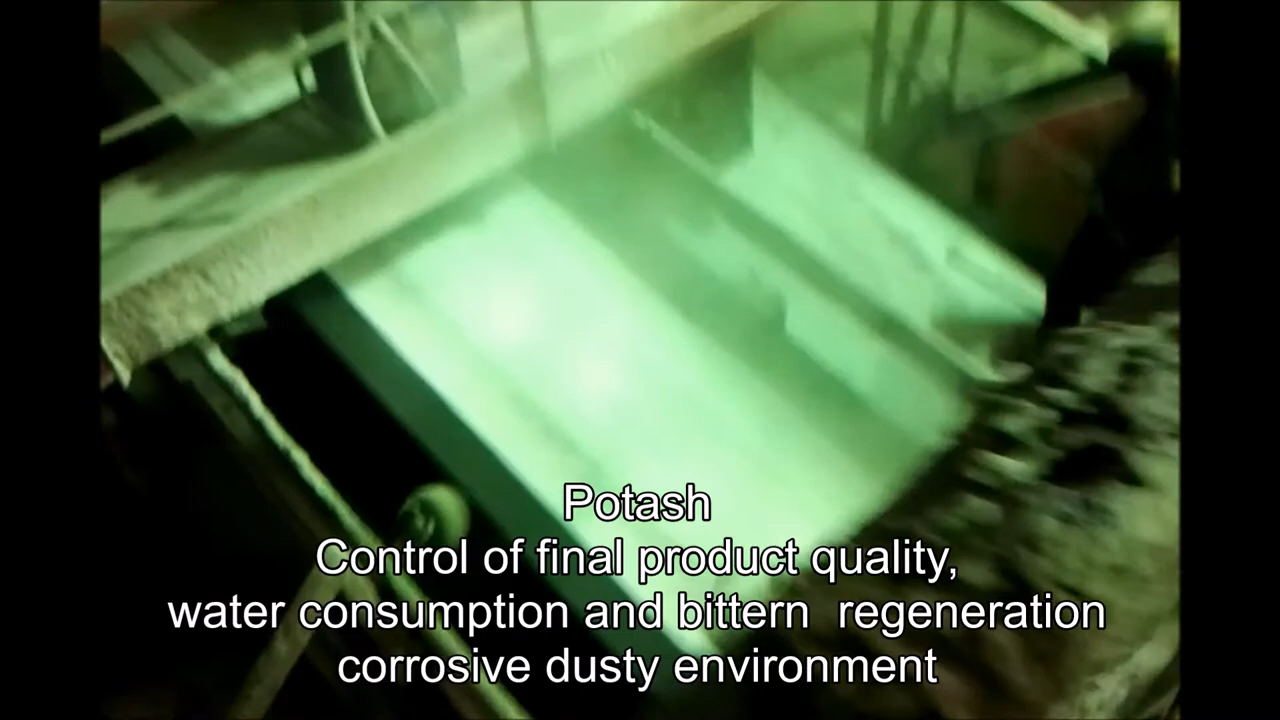 Potash
Control of final product quality,
water consumption and bittern  regeneration
corrosive dusty environment